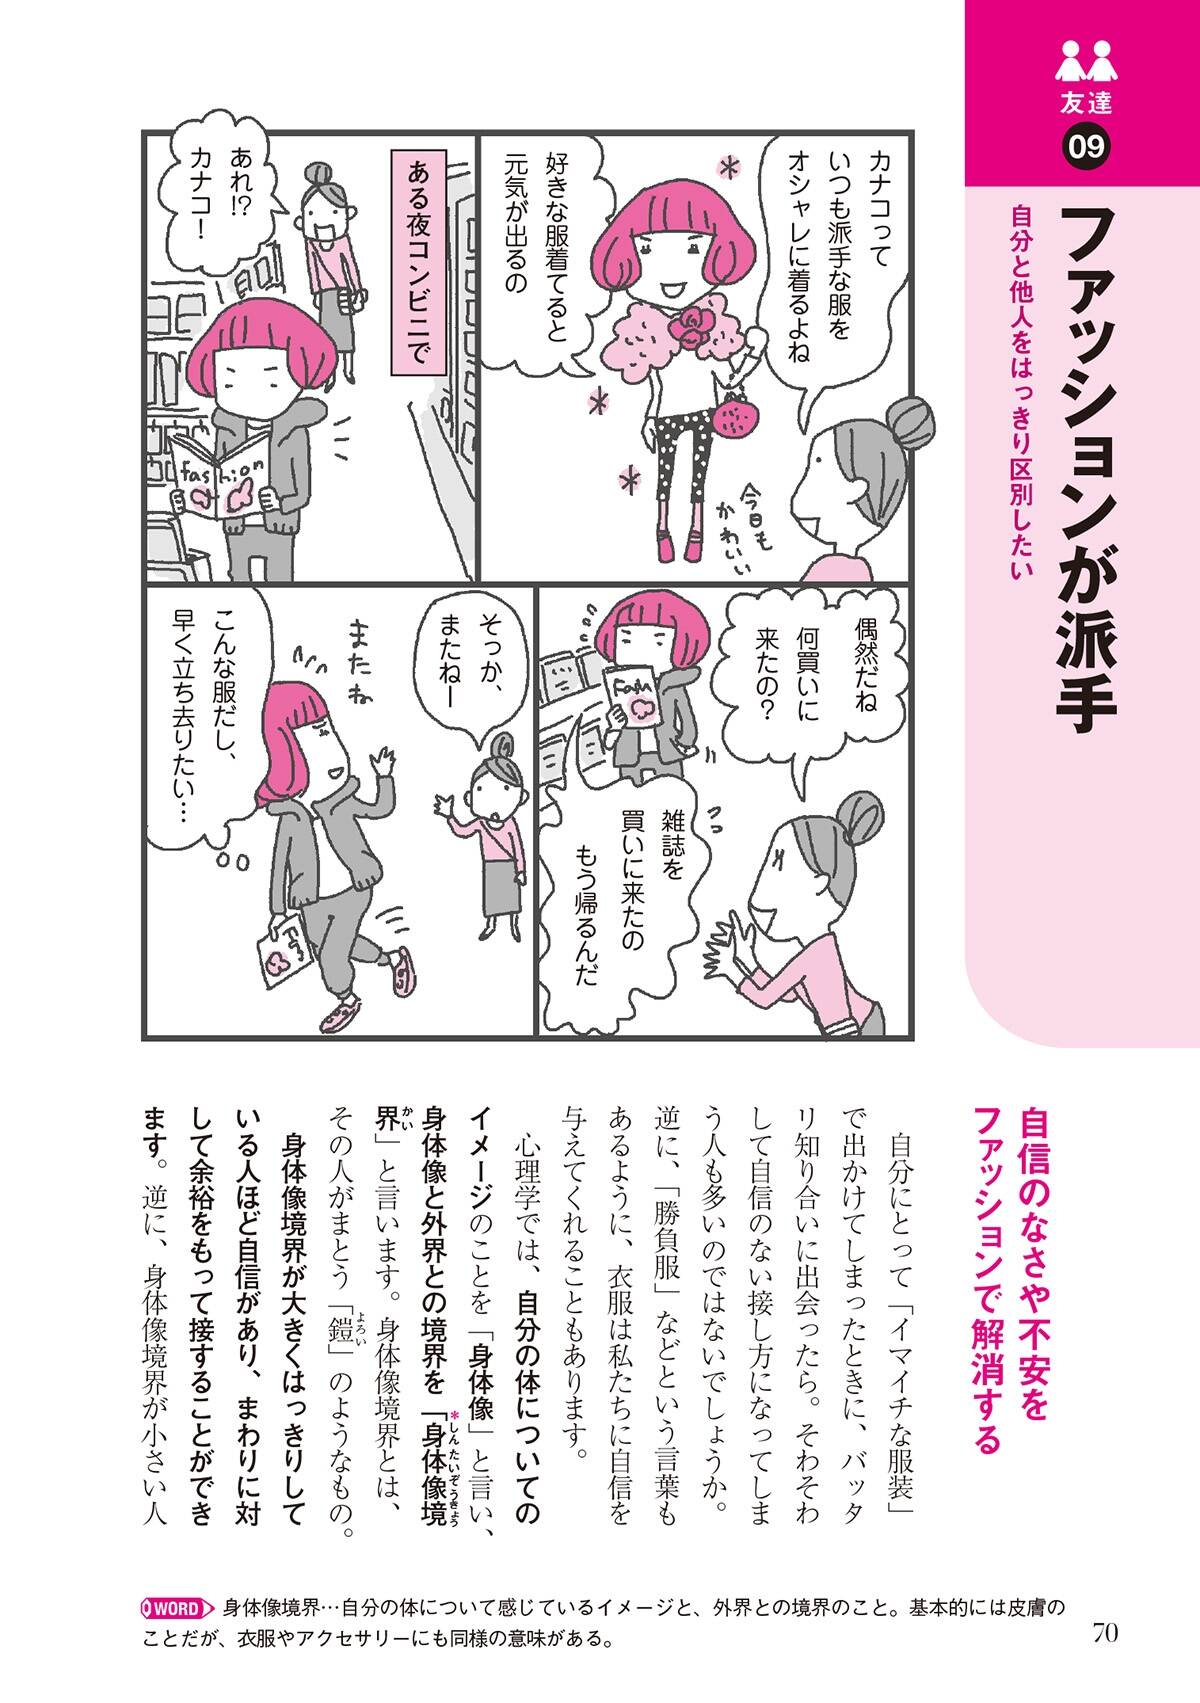 友達
09
ファッションが派手
自分と他人をはっきり区別したい
カナコって
いつも派手な服を
オシャレに着るよね
好きな服着てると
元気が出るの
今日も
かわいい
ある夜コンビニで
あれ!?
カナコ！
fashion
偶然だね
何買いに
来たの？
Fash
雑誌を
買いに来たの
もう帰るんだ
そっか、
またねー
またね
こんな服だし、
早く立ち去りたい…
自信のなさや不安を
ファッションで解消する
自分にとって「イマイチな服装」
で出かけてしまったときに、バッタ
リ知り合いに出会ったら。そわそわ
して自信のない接し方になってしま
う人も多いのではないでしょうか。
逆に、「勝負服」などという言葉も
あるように、衣服は私たちに自信を
与えてくれることもあります。
心理学では、自分の体についての
イメージのことを「身体像」と言い、
身体像と外界との境界を「*身体像境
しんたいぞうきょう
界」と言います。身体像境界とは、
かい
その人がまとう「鎧」のようなもの。
よろい
身体像境界が大きくはっきりして
いる人ほど自信があり、まわりに対
して余裕をもって接することができ
ます。逆に、身体像境界が小さい人
WORD 身体像境界…自分の体について感じているイメージと、外界との境界のこと。基本的には皮膚の
ことだが、衣服やアクセサリーにも同様の意味がある。
70